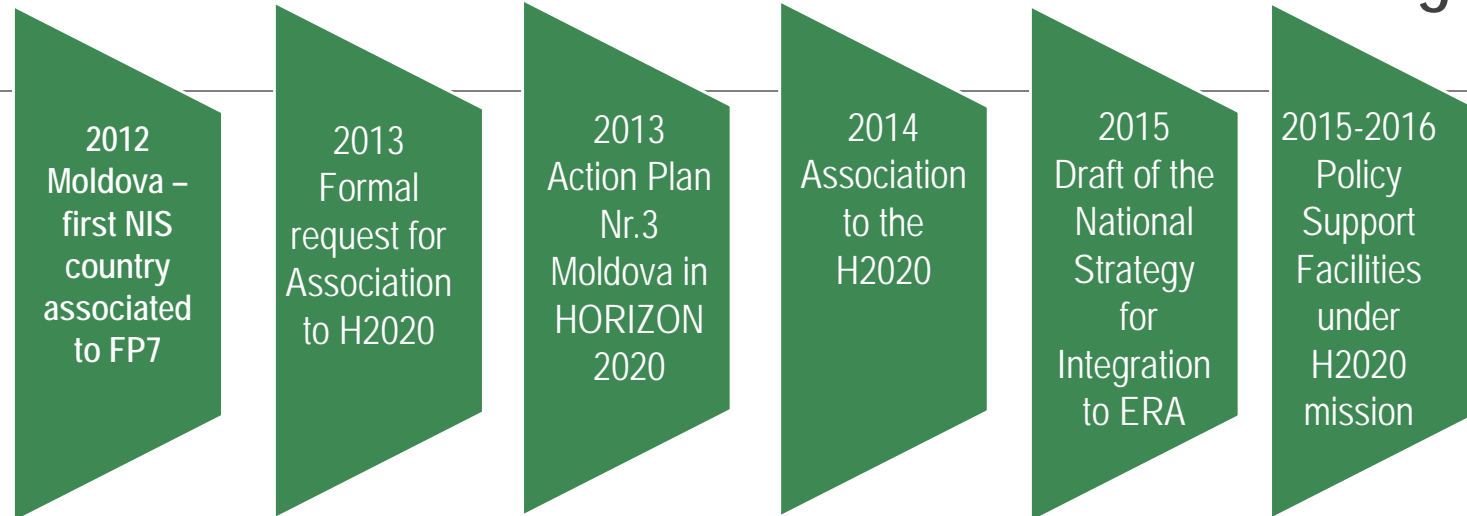 2012
Moldova –
first NIS
country
associated
to FP7
2013
Formal
request for
Association
to H2020
2013
Action Plan
Nr.3
Moldova in
HORIZON
2020
2014
Association
to the
H2020
2015
Draft of the
National
Strategy
for
Integration
to ERA
2015-2016
Policy
Support
Facilities
under
H2020
mission